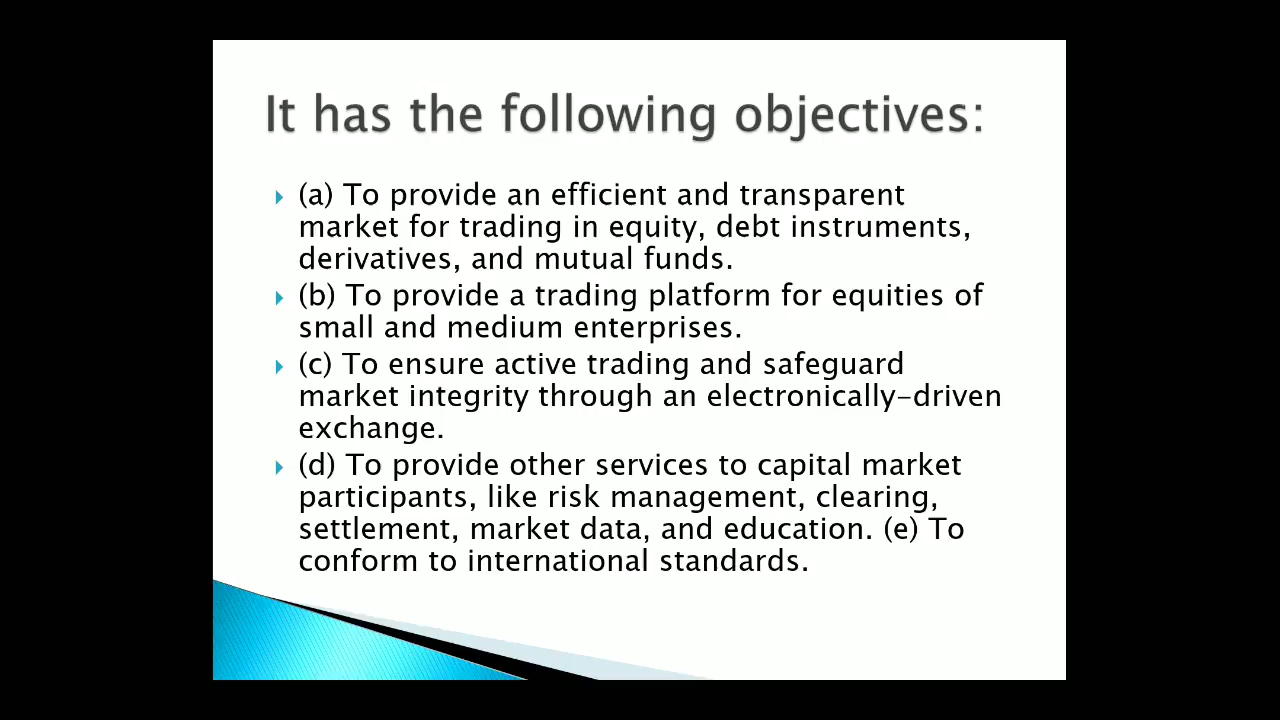 It has the following objectives:
(a) To provide an efficient and transparent
market for trading in equity, debt instruments,
derivatives, and mutual funds.
(b) To provide a trading platform for equities of
small and medium enterprises.
(c) To ensure active trading and safeguard
market integrity through an electronically-driven
exchange.
(d) To provide other services to capital market
participants, like risk management, clearing,
settlement, market data, and education. (e) To
conform to international standards.